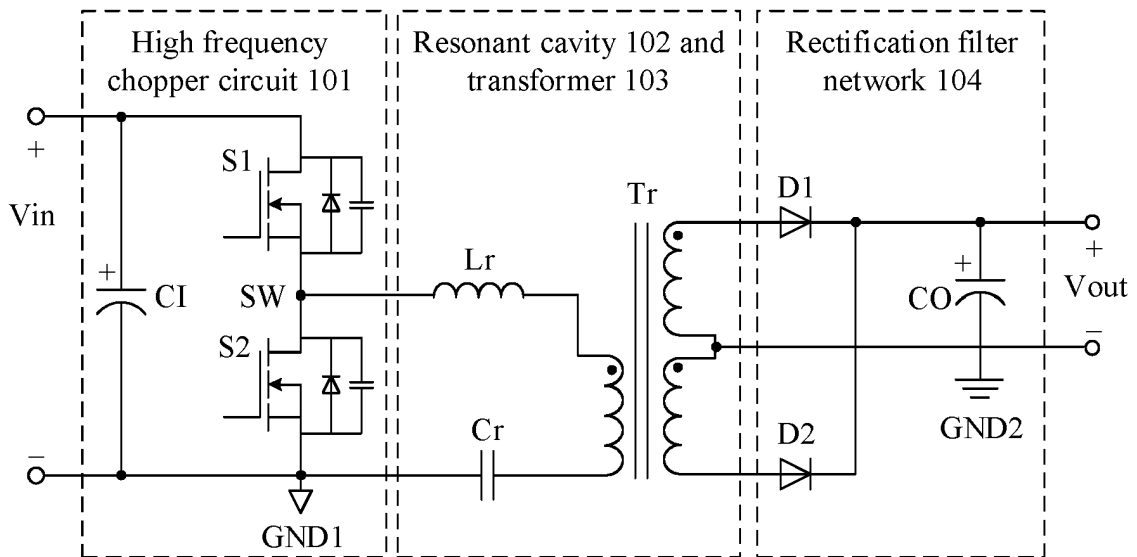 High frequency
chopper circuit 101
Resonant cavity 102 and
transformer 103
Rectification filter
network 104
+
Vin
–
+
CI
S1
SW
S2
GND1
Lr
Cr
Tr
D1
D2
+
CO
GND2
+
Vout
–